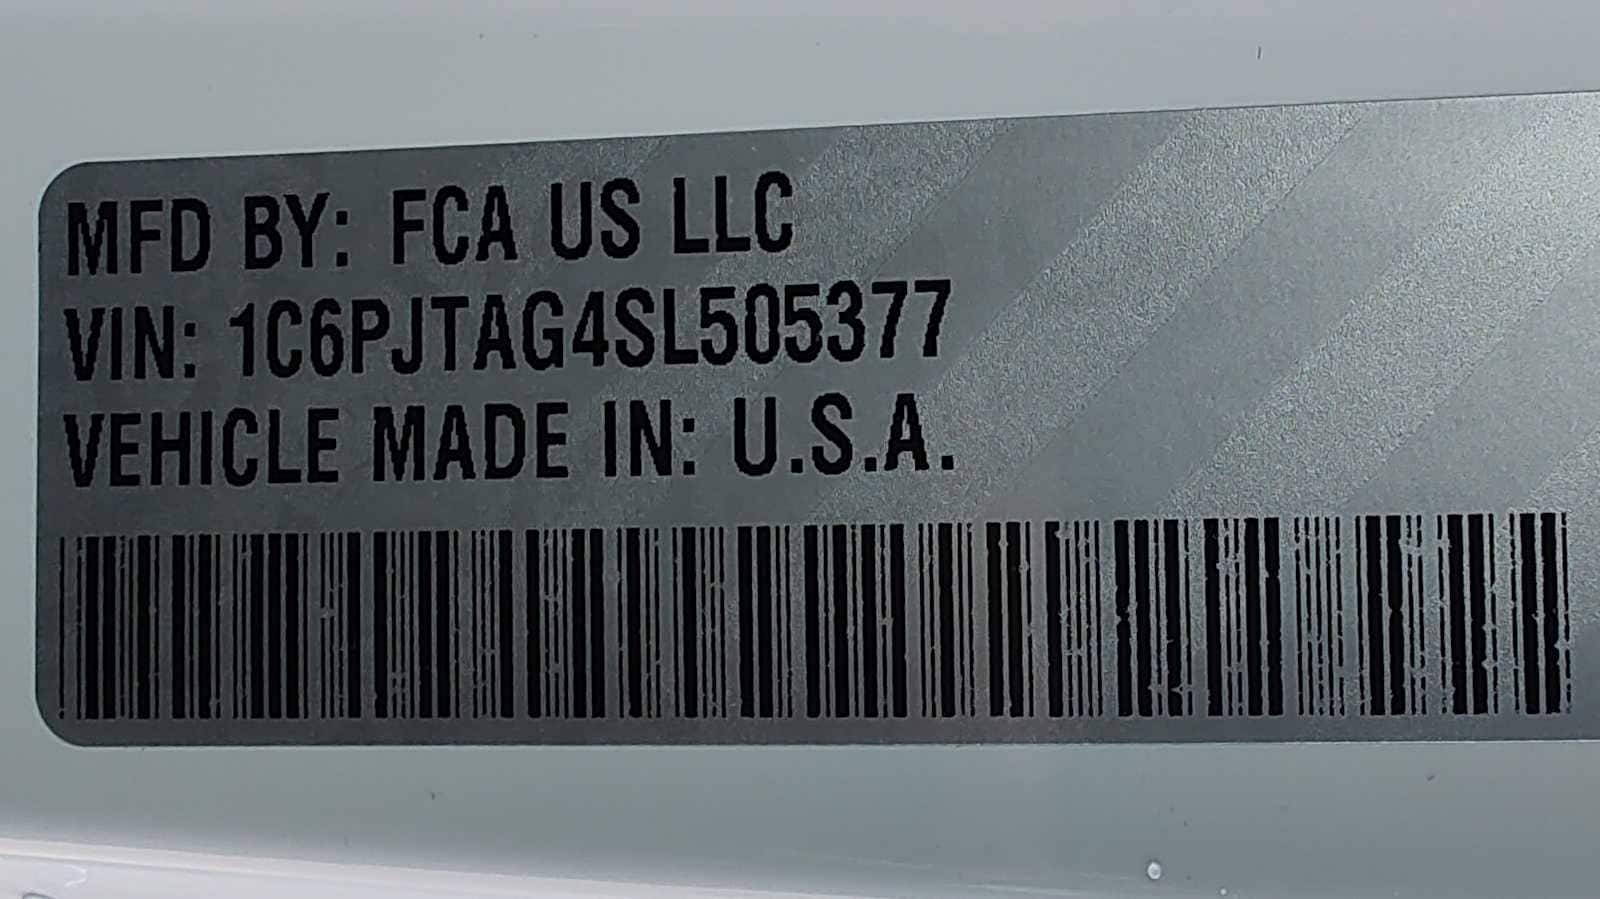 MFD BY: FCA US LLC
VIN: 1C6PJTAG4SL505377
VEHICLE MADE IN: U.S.A.